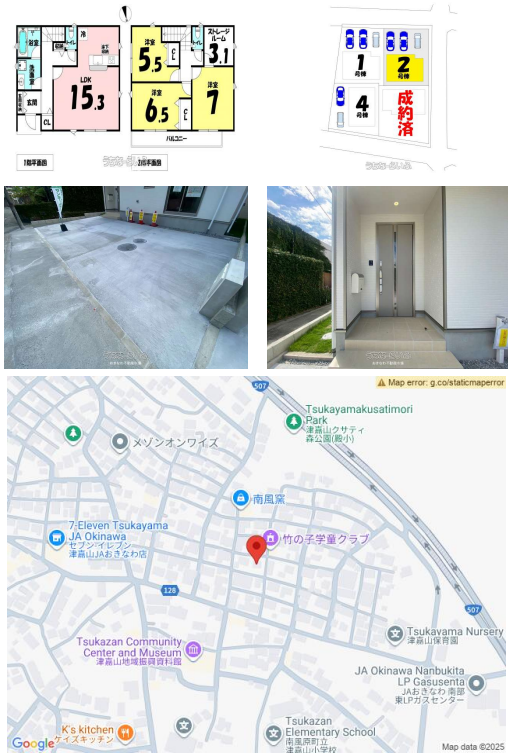 浴室
洗面室
玄関
CL
冷
床下収納
LDK
15.3
洋室
5.5
CL
ストレージルーム
3.1
洋室
6.5
CL
洋室
7
バルコニー
1階平面図
2階平面図
1
号棟
2
号棟
4
号棟
成約済
507
Map error: g.co/staticmaperror
Tsukayamakusatimori
Park
津嘉山クサティ
森公園(殿小)
メゾンオンワイズ
南風窯
7-Eleven Tsukayama
JA Okinawa
セブン-イレブン
津嘉山JAおきなわ店
竹の子学童クラブ
128
507
Tsukayama Nursery
津嘉山保育園
Tsukazan Community
Center and Museum
津嘉山地域振興資料館
JA Okinawa Nanbukita
LP Gasusenta
JAおきなわ 南部
東LPガスセンター
K's kitchen
ケイズキッチン
Tsukazan
Elementary School
南風原町立
津嘉山小学校
Google
Map data ©2025